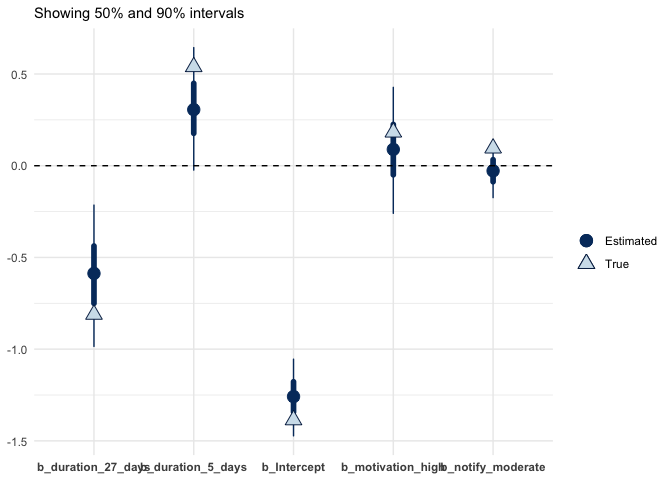 Showing 50% and 90% intervals
0.5
0.0
-0.5
-1.0
-1.5
b_duration_27_days b_duration_5_days b_Intercept b_motivation_high b_notify_moderate
Estimated
True